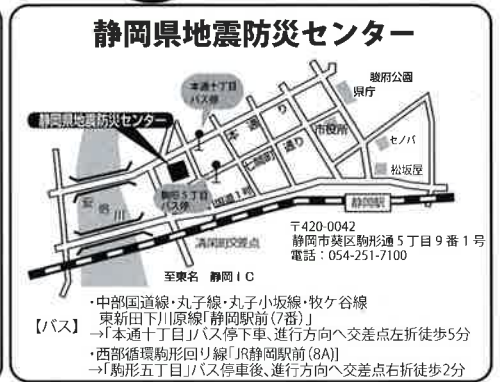 静岡県地震防災センター
本通十丁目
バス停
駿府公園
県庁
静岡県地震防災センター
本通り
市役所
セノバ
七間町通り
松坂屋
駒形5丁目
バス停
国道1号
安倍川
静岡駅
清閑町交差点
〒420-0042
静岡市葵区駒形通5丁目9番1号
電話:054-251-7100
至東名 静岡IC
・中部国道線・丸子線・丸子小坂線・牧ケ谷線
【バス】 東新田下川原線「静岡駅前(7番)」
→「本通十丁目」バス停下車、進行方向へ交差点左折徒歩5分
・西部循環駒形回り線「JR静岡駅前(8A)]
→「駒形五丁目」バス停車後、進行方向へ交差点右折徒歩2分